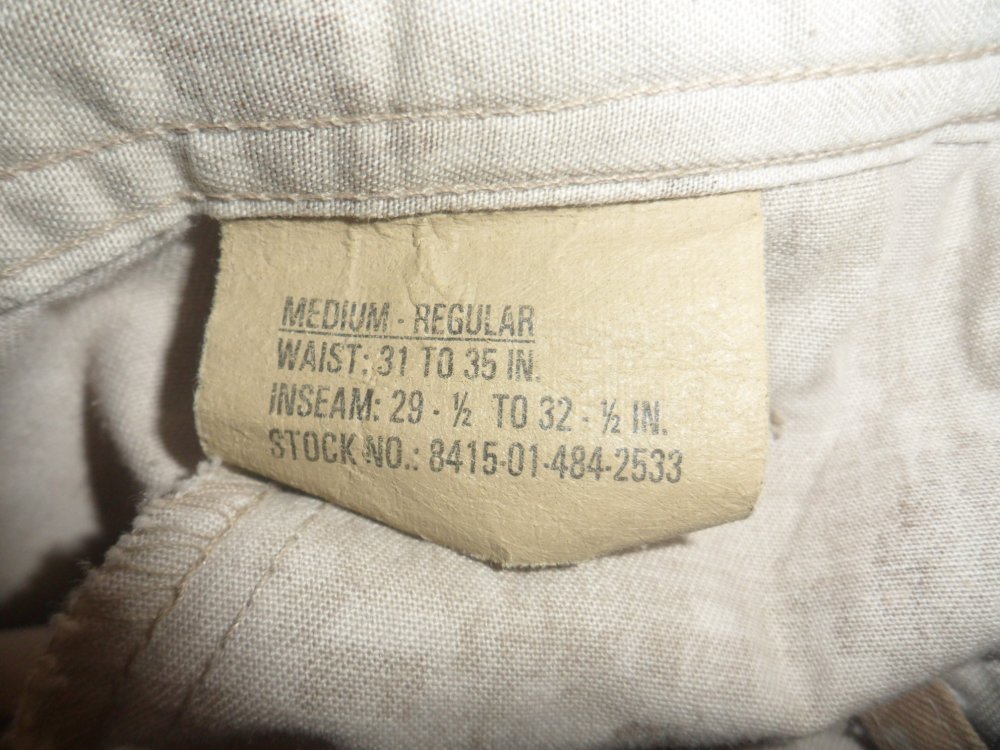 MEDIUM - REGULAR
WAIST: 31 TO 35 IN.
INSEAM: 29 - ½ TO 32 - ½ IN.
STOCK NO.: 8415-01-484-2533